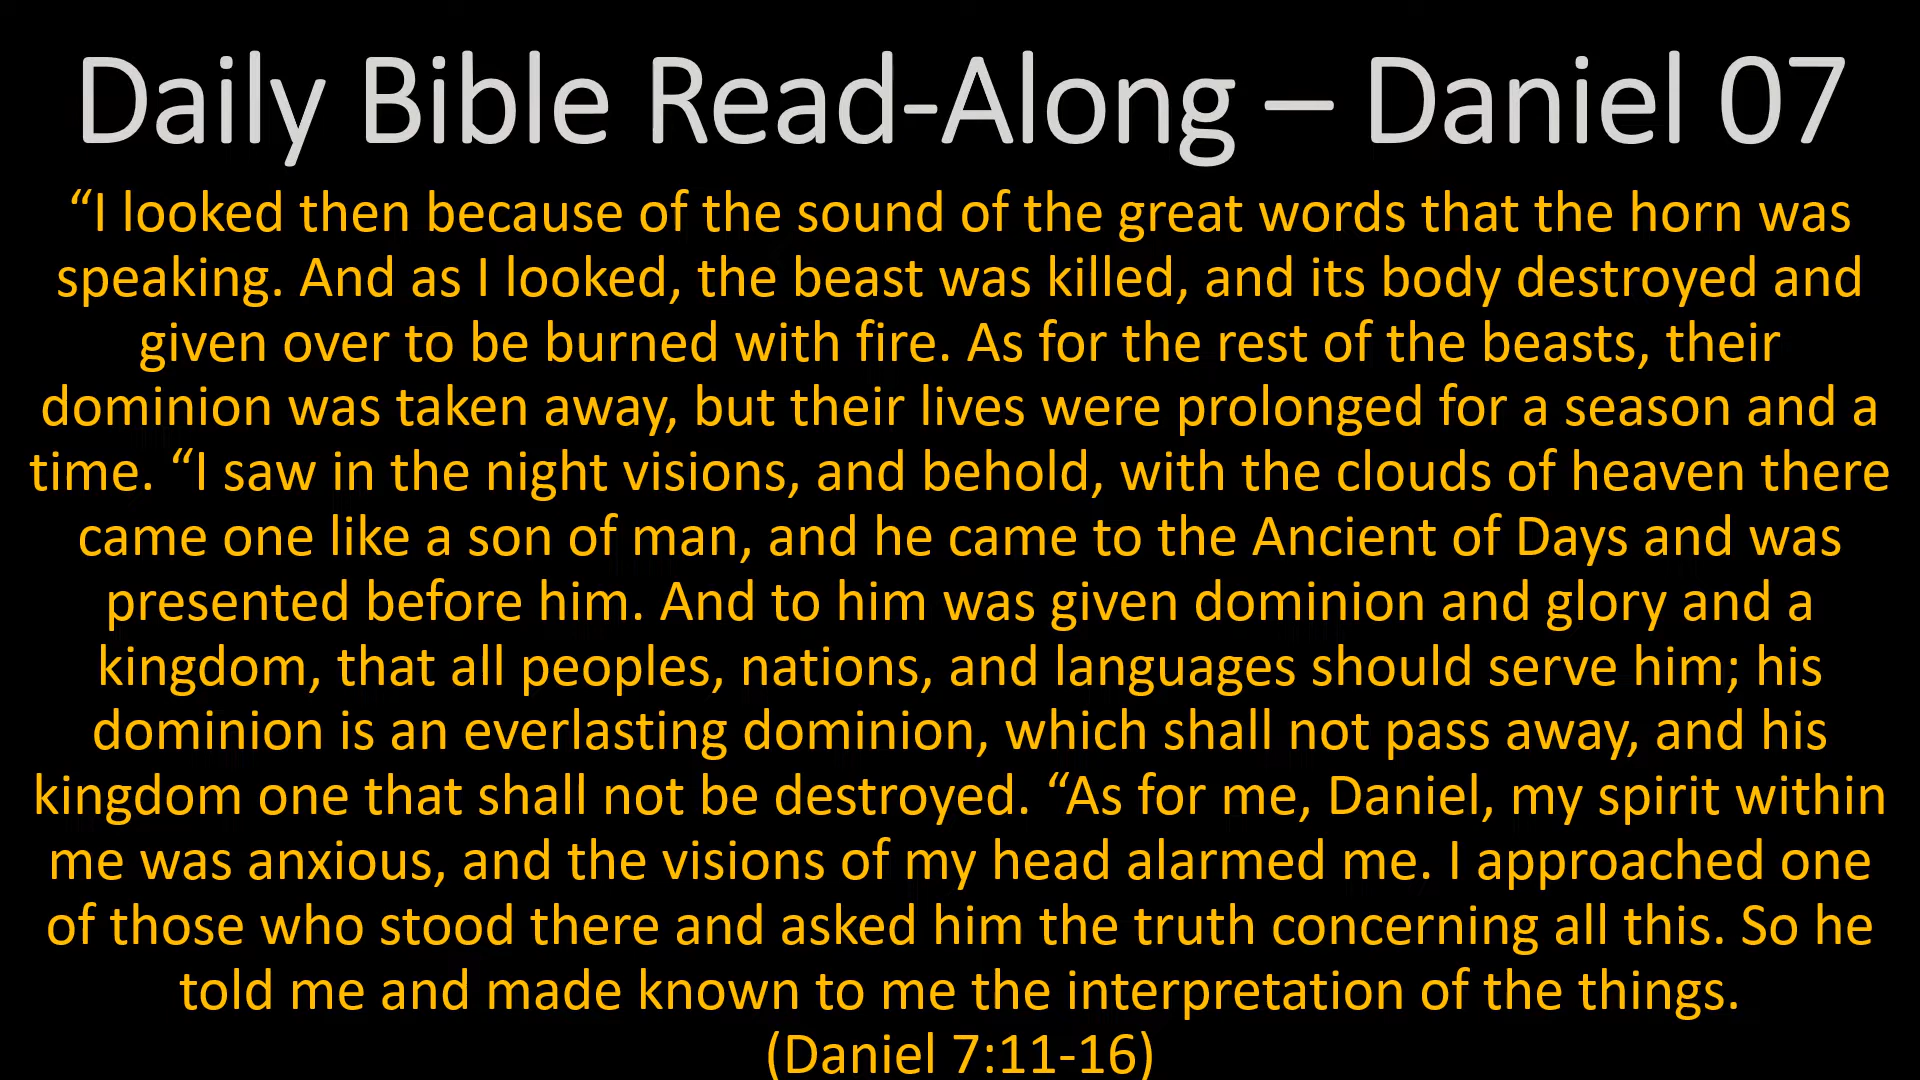 Daily Bible Read-Along – Daniel 07
“I looked then because of the sound of the great words that the horn was
speaking. And as I looked, the beast was killed, and its body destroyed and
given over to be burned with fire. As for the rest of the beasts, their
dominion was taken away, but their lives were prolonged for a season and a
time. “I saw in the night visions, and behold, with the clouds of heaven there
came one like a son of man, and he came to the Ancient of Days and was
presented before him. And to him was given dominion and glory and a
kingdom, that all peoples, nations, and languages should serve him; his
dominion is an everlasting dominion, which shall not pass away, and his
kingdom one that shall not be destroyed. “As for me, Daniel, my spirit within
me was anxious, and the visions of my head alarmed me. I approached one
of those who stood there and asked him the truth concerning all this. So he
told me and made known to me the interpretation of the things.
(Daniel 7:11-16)